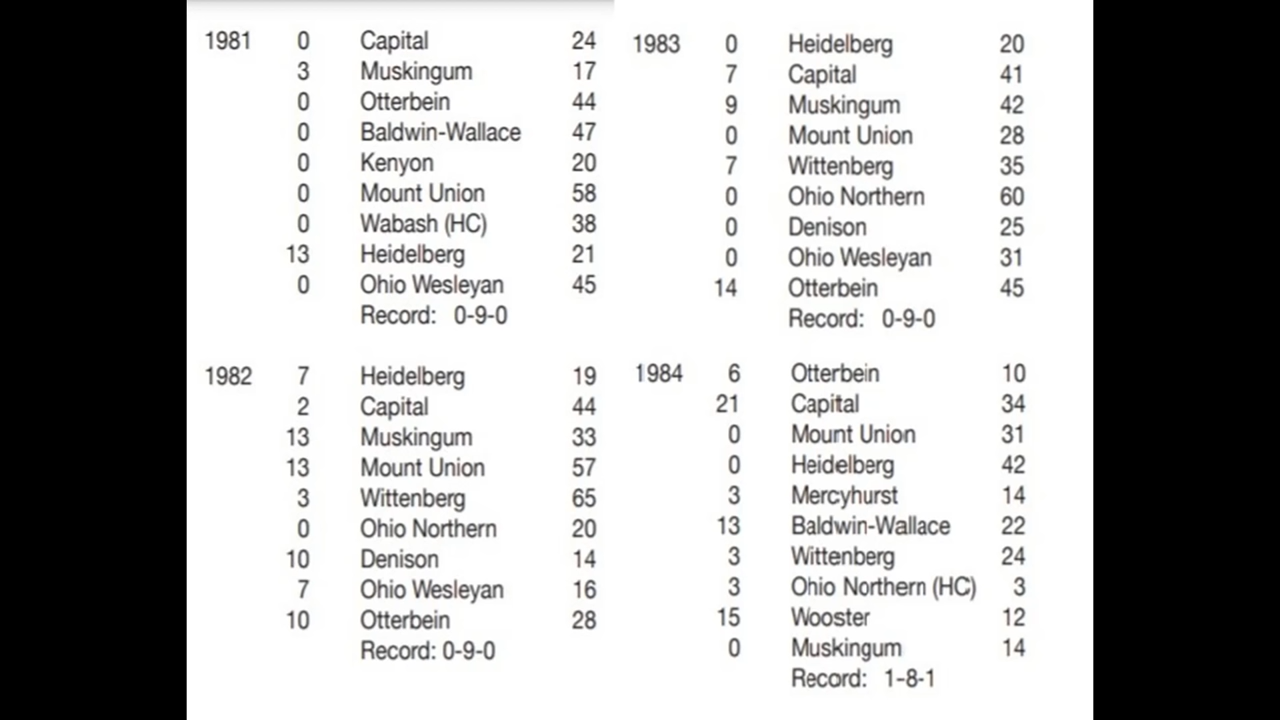 1981 0 Capital 24
3 Muskingum 17
0 Otterbein 44
0 Baldwin-Wallace 47
0 Kenyon 20
0 Mount Union 58
0 Wabash (HC) 38
13 Heidelberg 21
0 Ohio Wesleyan 45
Record: 0-9-0
1982 7 Heidelberg 19
2 Capital 44
13 Muskingum 33
13 Mount Union 57
3 Wittenberg 65
0 Ohio Northern 20
10 Denison 14
7 Ohio Wesleyan 16
10 Otterbein 28
Record: 0-9-0
1983 0 Heidelberg 20
7 Capital 41
9 Muskingum 42
0 Mount Union 28
7 Wittenberg 35
0 Ohio Northern 60
0 Denison 25
0 Ohio Wesleyan 31
14 Otterbein 45
Record: 0-9-0
1984 6 Otterbein 10
21 Capital 34
0 Mount Union 31
0 Heidelberg 42
3 Mercyhurst 14
13 Baldwin-Wallace 22
3 Wittenberg 24
3 Ohio Northern (HC) 3
15 Wooster 12
0 Muskingum 14
Record: 1-8-1